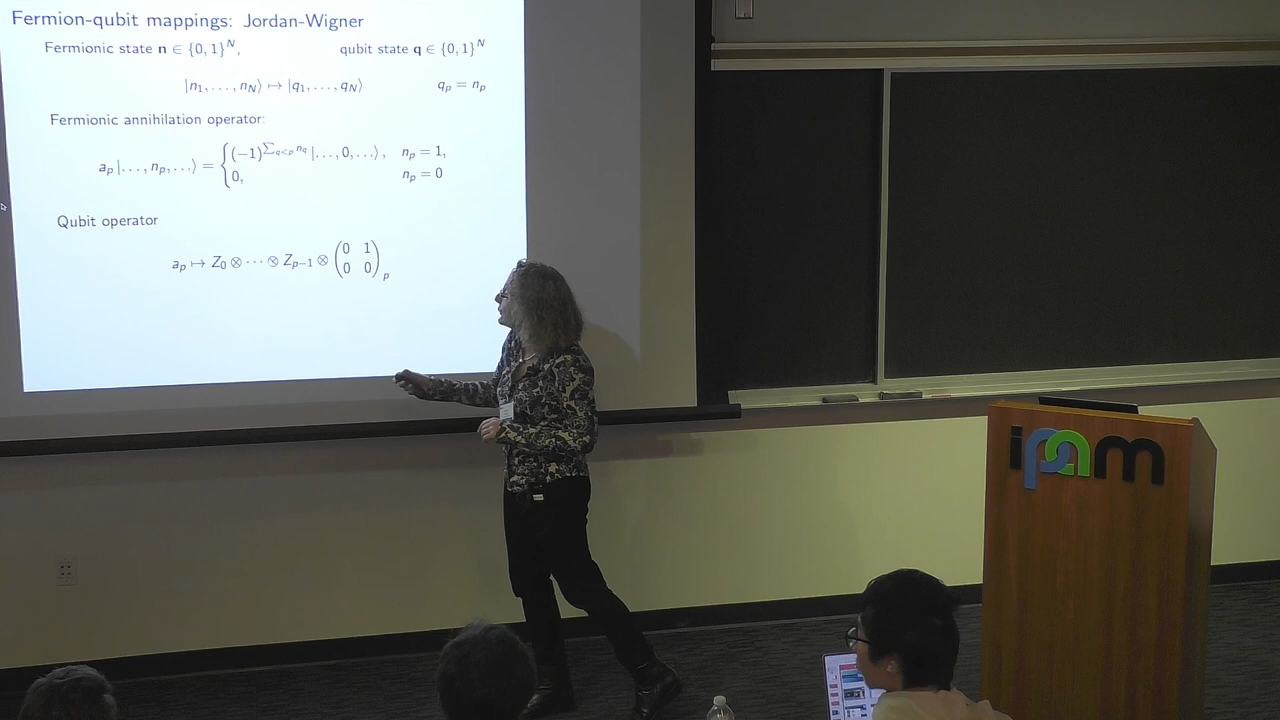 Fermion-qubit mappings: Jordan-Wigner
Fermionic state n ∈ {0, 1}^N, qubit state q ∈ {0, 1}^N
|n_1, . . . , n_N⟩ ↦ |q_1, . . . , q_N⟩ q_p = n_p
Fermionic annihilation operator:
a_p |. . . , n_p, . . .⟩ = { (−1)^{∑_{q<p} n_q} |. . . , 0, . . .⟩, n_p = 1,
0, n_p = 0
Qubit operator
a_p ↦ Z_0 ⊗ · · · ⊗ Z_{p−1} ⊗ (0 1
0 0)_p
ipam